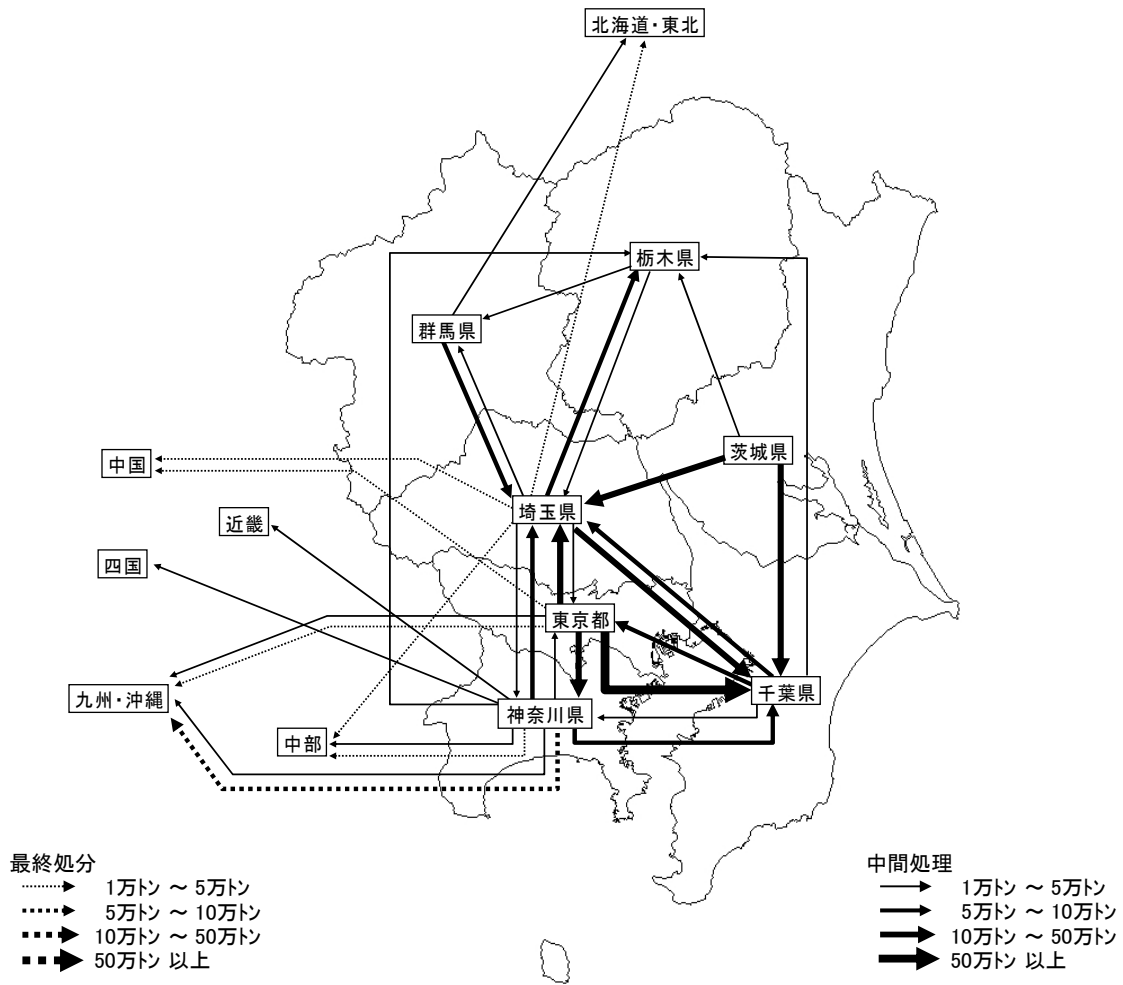 北海道・東北
栃木県
群馬県
茨城県
中国
埼玉県
近畿
四国
東京都
九州・沖縄
千葉県
神奈川県
中部
最終処分
1万トン ～ 5万トン
5万トン ～ 10万トン
10万トン ～ 50万トン
50万トン 以上
中間処理
1万トン ～ 5万トン
5万トン ～ 10万トン
10万トン ～ 50万トン
50万トン 以上